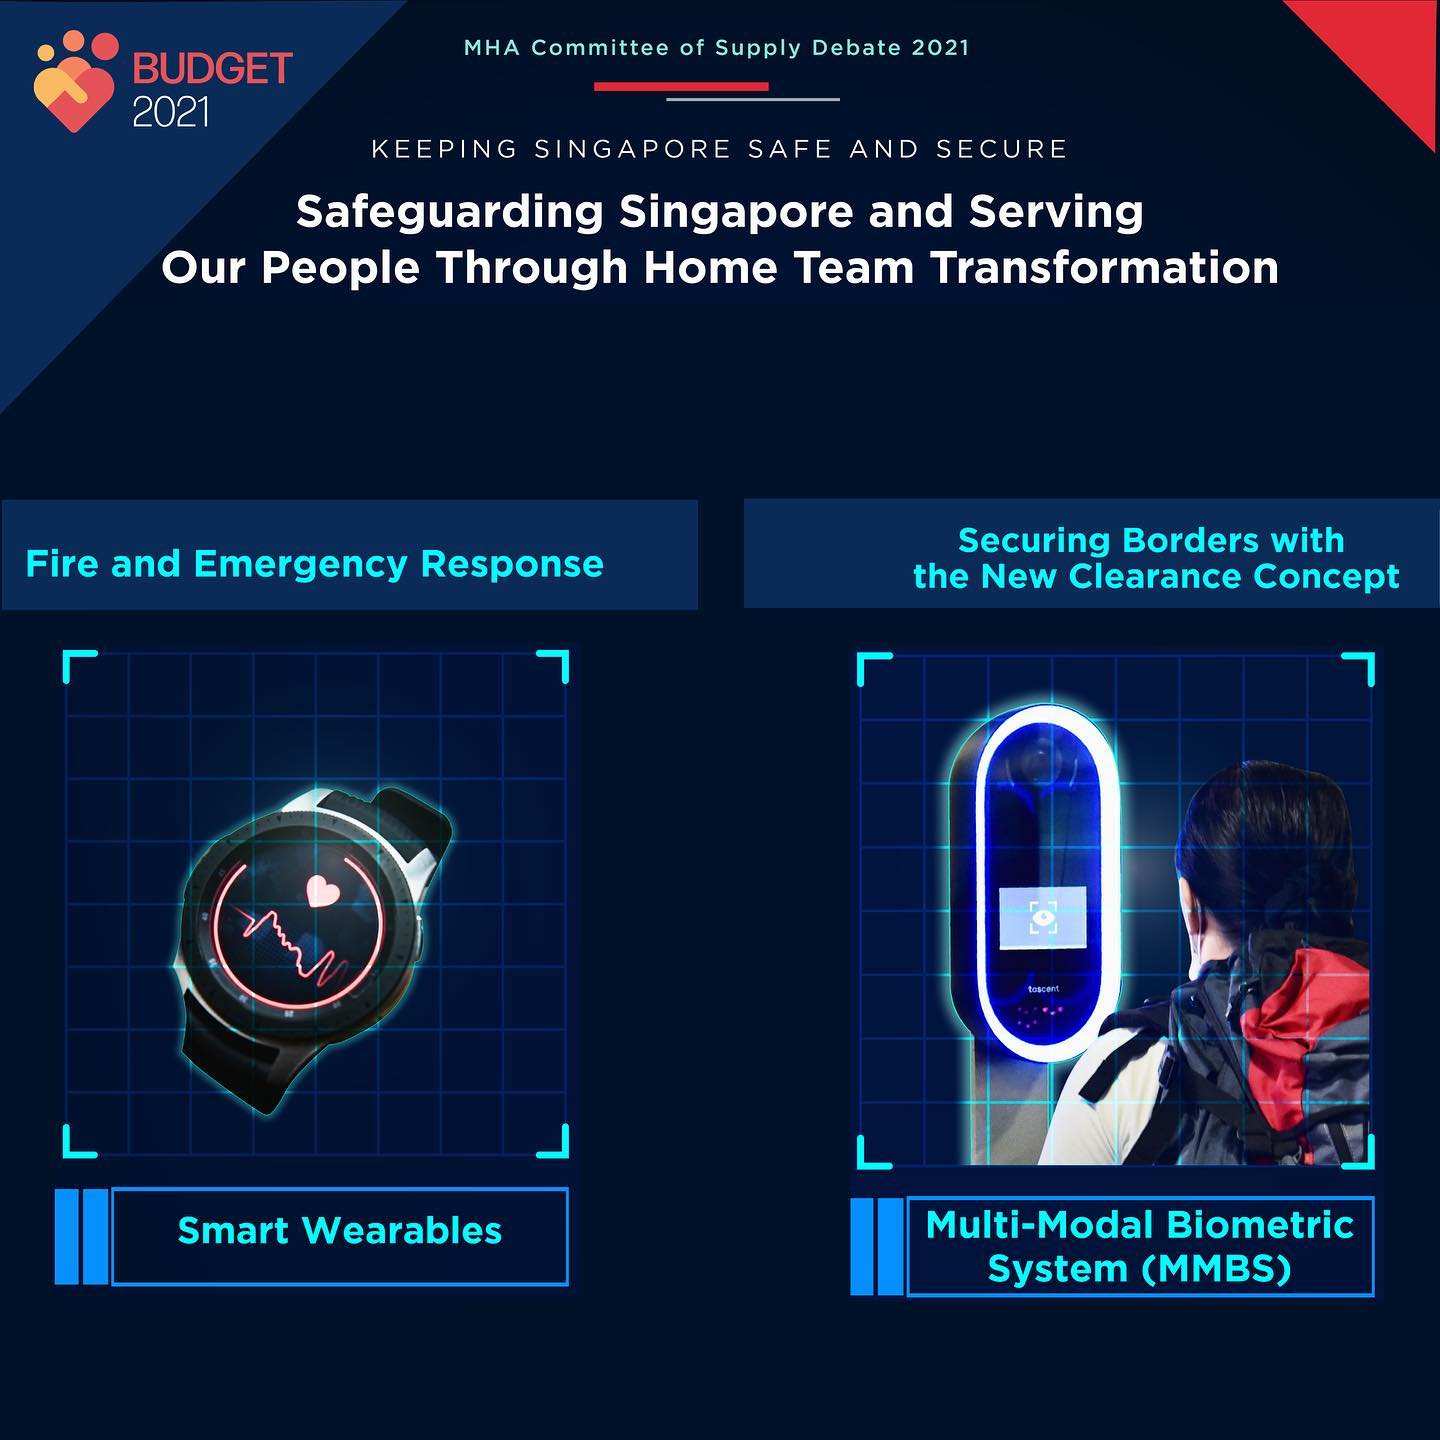 BUDGET
2021
MHA Committee of Supply Debate 2021
KEEPING SINGAPORE SAFE AND SECURE
Safeguarding Singapore and Serving
Our People Through Home Team Transformation
Fire and Emergency Response
Securing Borders with
the New Clearance Concept
tascent
Smart Wearables
Multi-Modal Biometric
System (MMBS)